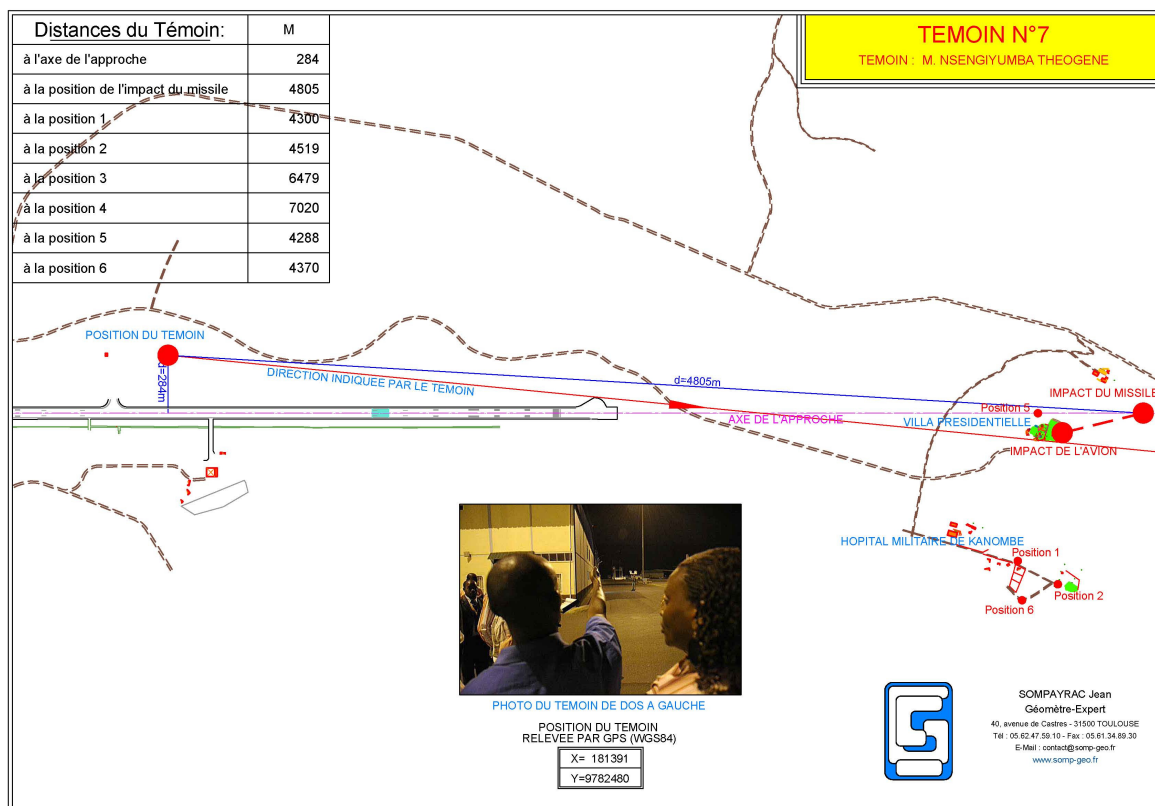 Distances du Témoin: M
à l'axe de l'approche 284
à la position de l'impact du missile 4805
à la position 1 4300
à la position 2 4519
à la position 3 6479
à la position 4 7020
à la position 5 4288
à la position 6 4370
TEMOIN N°7
TEMOIN : M. NSENGIYUMBA THEOGENE
POSITION DU TEMOIN
d=284m
DIRECTION INDIQUEE PAR LE TEMOIN
d=4805m
AXE DE L'APPROCHE
IMPACT DU MISSILE
Position 5
VILLA PRESIDENTIELLE
IMPACT DE L'AVION
HOPITAL MILITAIRE DE KANOMBE
Position 1
Position 2
Position 6
PHOTO DU TEMOIN DE DOS A GAUCHE
POSITION DU TEMOIN
RELEVEE PAR GPS (WGS84)
X= 181391
Y=9782480
SOMPAYRAC Jean
Géomètre-Expert
40, avenue de Castres - 31500 TOULOUSE
Tél : 05.62.47.59.10 - Fax : 05.61.34.89.30
E-Mail : contact@somp-geo.fr
www.somp-geo.fr